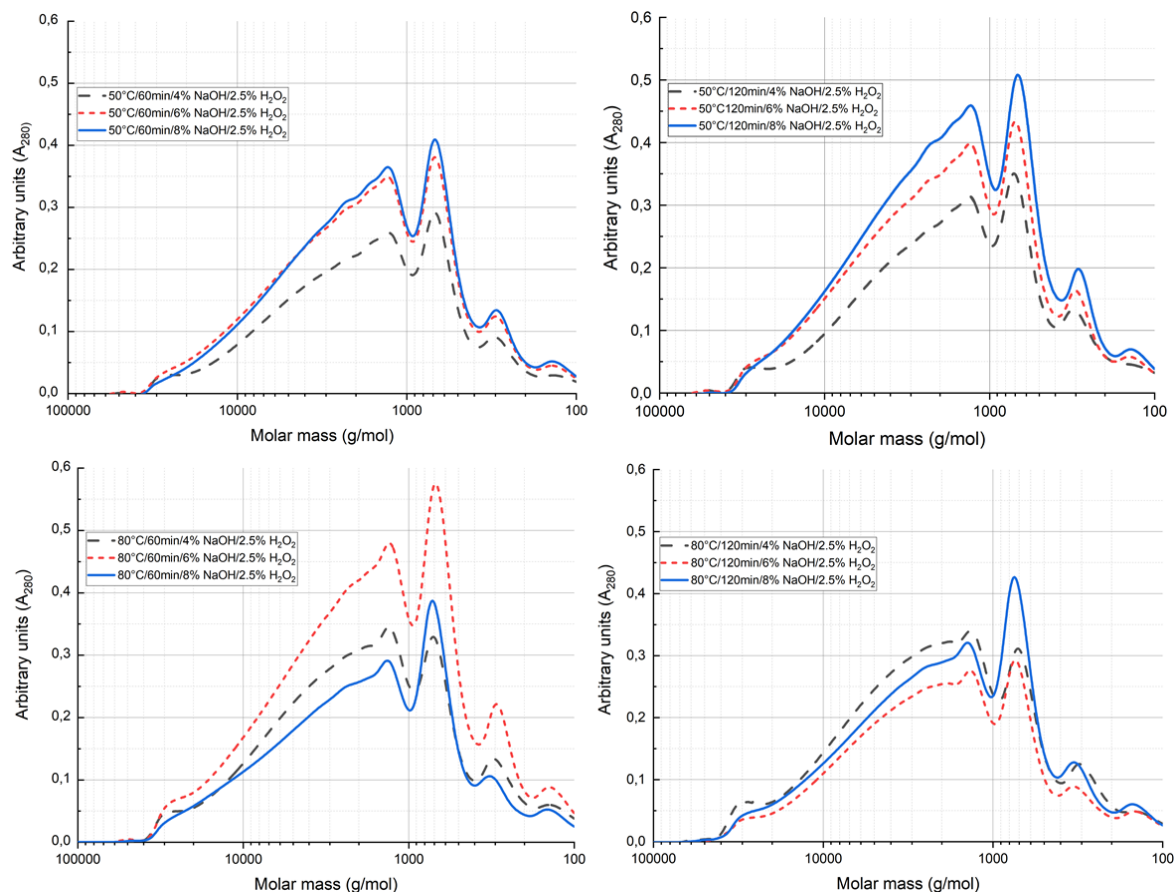 0,6
0,5
0,4
0,3
0,2
0,1
0,0
Arbitrary units (A280)
50°C/60min/4% NaOH/2.5% H2O2
50°C/60min/6% NaOH/2.5% H2O2
50°C/60min/8% NaOH/2.5% H2O2
100000
10000
1000
100
Molar mass (g/mol)
0,6
0,5
0,4
0,3
0,2
0,1
0,0
Arbitrary units (A280)
50°C/120min/4% NaOH/2.5% H2O2
50°C120min/6% NaOH/2.5% H2O2
50°C/120min/8% NaOH/2.5% H2O2
100000
10000
1000
100
Molar mass (g/mol)
0,6
0,5
0,4
0,3
0,2
0,1
0,0
Arbitrary units (A280)
80°C/60min/4% NaOH/2.5% H2O2
80°C/60min/6% NaOH/2.5% H2O2
80°C/60min/8% NaOH/2.5% H2O2
100000
10000
1000
100
Molar mass (g/mol)
0,6
0,5
0,4
0,3
0,2
0,1
0,0
Arbitrary units (A280)
80°C/120min/4% NaOH/2.5% H2O2
80°C/120min/6% NaOH/2.5% H2O2
80°C/120min/8% NaOH/2.5% H2O2
100000
10000
1000
100
Molar mass (g/mol)